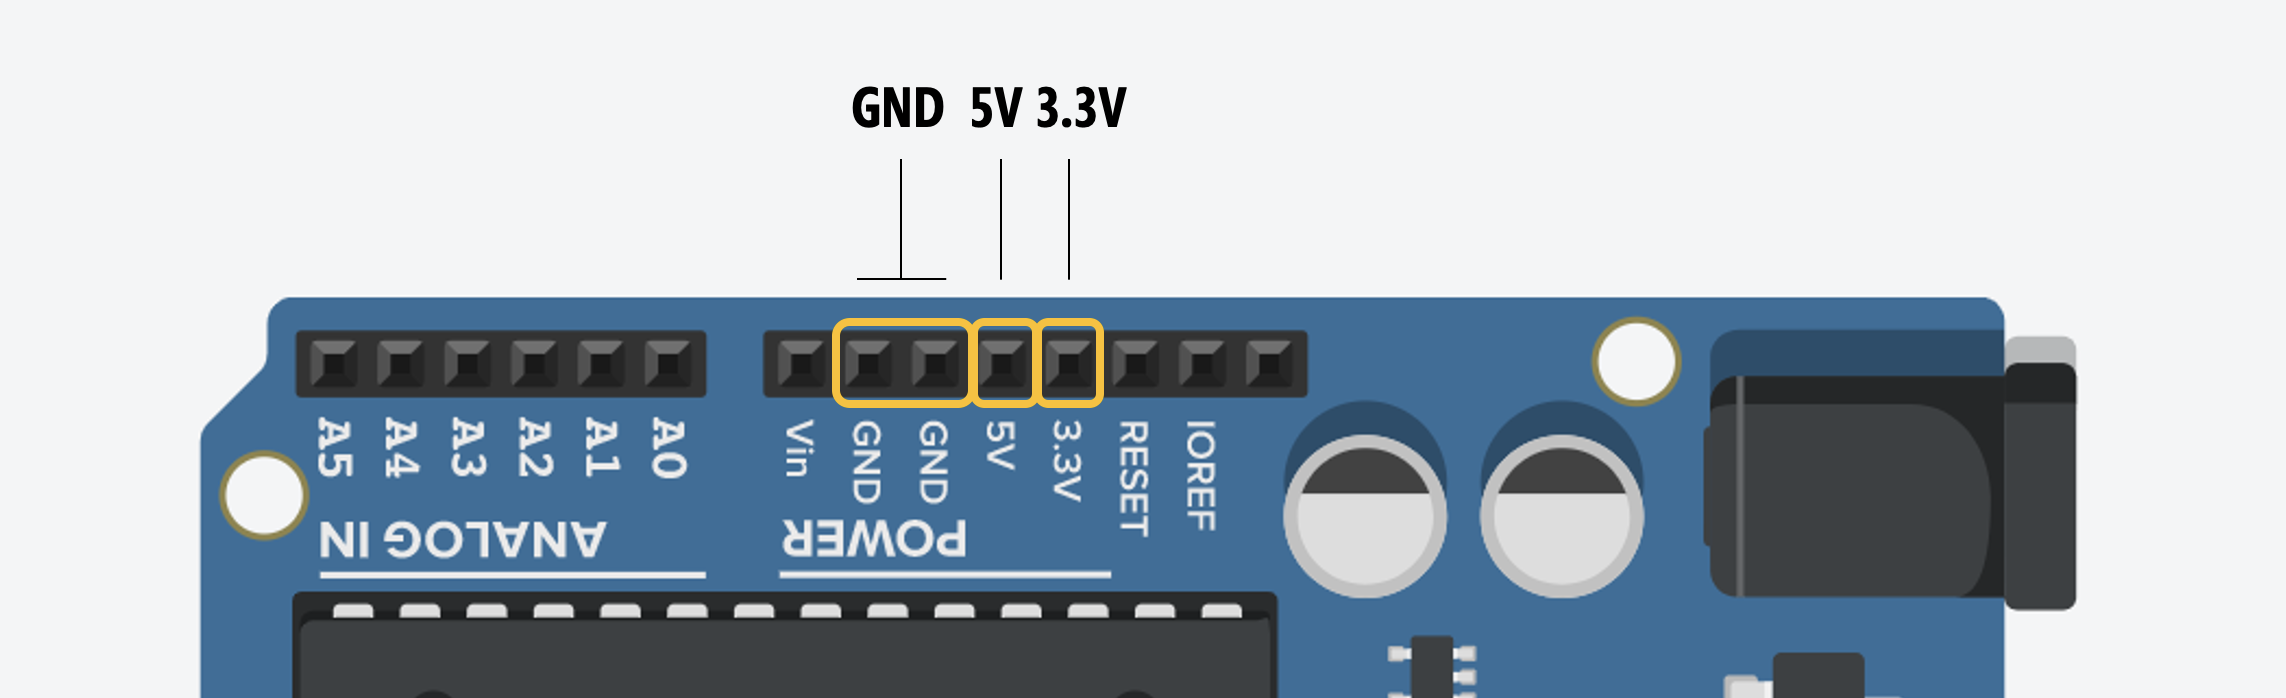 GND 5V 3.3V
A5 A4 A3 A2 A1 A0
Vin GND GND 5V 3.3V RESET IOREF
ANALOG IN
POWER